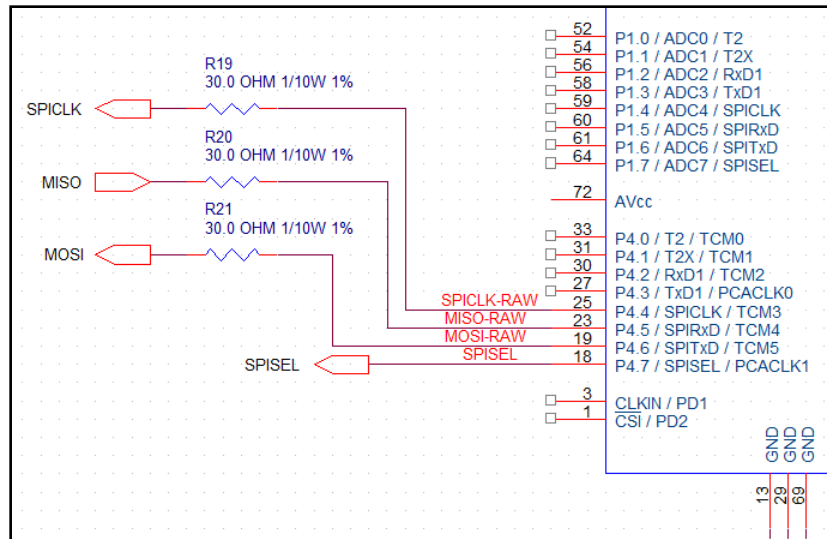 R19
30.0 OHM 1/10W 1%
SPICLK
R20
30.0 OHM 1/10W 1%
MISO
R21
30.0 OHM 1/10W 1%
MOSI
SPICLK-RAW
MISO-RAW
MOSI-RAW
SPISEL
SPISEL
52 P1.0 / ADC0 / T2
54 P1.1 / ADC1 / T2X
56 P1.2 / ADC2 / RxD1
58 P1.3 / ADC3 / TxD1
59 P1.4 / ADC4 / SPICLK
60 P1.5 / ADC5 / SPIRxD
61 P1.6 / ADC6 / SPITxD
64 P1.7 / ADC7 / SPISEL
72 AVcc
33 P4.0 / T2 / TCM0
31 P4.1 / T2X / TCM1
30 P4.2 / RxD1 / TCM2
27 P4.3 / TxD1 / PCACLK0
25 P4.4 / SPICLK / TCM3
23 P4.5 / SPIRxD / TCM4
19 P4.6 / SPITxD / TCM5
18 P4.7 / SPISEL / PCACLK1
3 CLKIN / PD1
1 CSI / PD2
GND
GND
GND
13
29
69